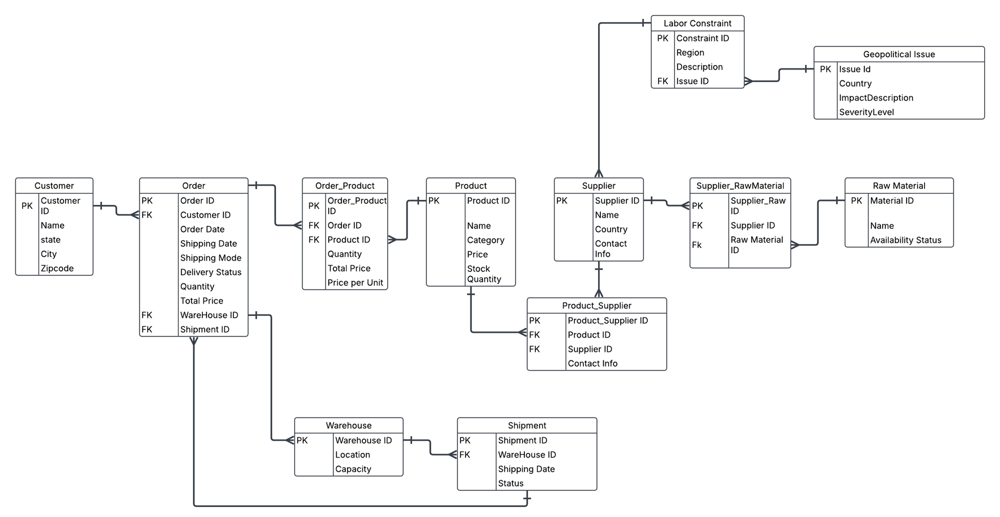 Labor Constraint
PK Constraint ID
Region
Description
FK Issue ID
Geopolitical Issue
PK Issue Id
Country
ImpactDescription
SeverityLevel
Customer
PK Customer
ID
Name
state
City
Zipcode
Order
PK Order ID
FK Customer ID
Order Date
Shipping Date
Shipping Mode
Delivery Status
Quantity
Total Price
FK WareHouse ID
FK Shipment ID
Order_Product
PK Order_Product
ID
FK Order ID
FK Product ID
Quantity
Total Price
Price per Unit
Product
PK Product ID
Name
Category
Price
Stock
Quantity
Supplier
PK Supplier ID
Name
Country
Contact
Info
Supplier_RawMaterial
PK Supplier_Raw
ID
FK Supplier ID
Fk Raw Material
ID
Raw Material
PK Material ID
Name
Availability Status
Product_Supplier
PK Product_Supplier ID
FK Product ID
FK Supplier ID
Contact Info
Warehouse
PK Warehouse ID
Location
Capacity
Shipment
PK Shipment ID
FK WareHouse ID
Shipping Date
Status